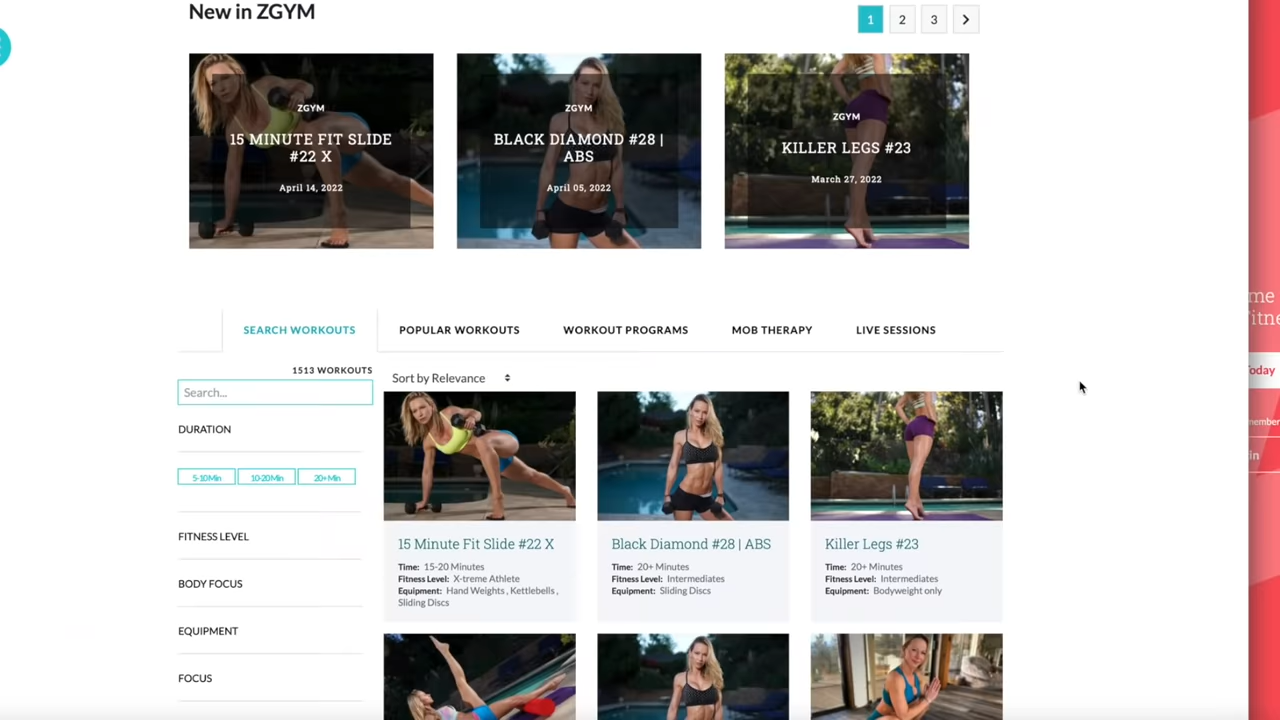 New in ZGYM
1 2 3
ZGYM
15 MINUTE FIT SLIDE
#22 X
April 14, 2022
ZGYM
BLACK DIAMOND #28 |
ABS
April 05, 2022
ZGYM
KILLER LEGS #23
March 27, 2022
SEARCH WORKOUTS
POPULAR WORKOUTS
WORKOUT PROGRAMS
MOB THERAPY
LIVE SESSIONS
1513 WORKOUTS
Search...
Sort by Relevance
DURATION
5-10Min
10-20Min
20+ Min
FITNESS LEVEL
BODY FOCUS
EQUIPMENT
FOCUS
15 Minute Fit Slide #22 X
Time: 15-20 Minutes
Fitness Level: X-treme Athlete
Equipment: Hand Weights , Kettlebells ,
Sliding Discs
Black Diamond #28 | ABS
Time: 20+ Minutes
Fitness Level: Intermediates
Equipment: Sliding Discs
Killer Legs #23
Time: 20+ Minutes
Fitness Level: Intermediates
Equipment: Bodyweight only
me
Today
member
in